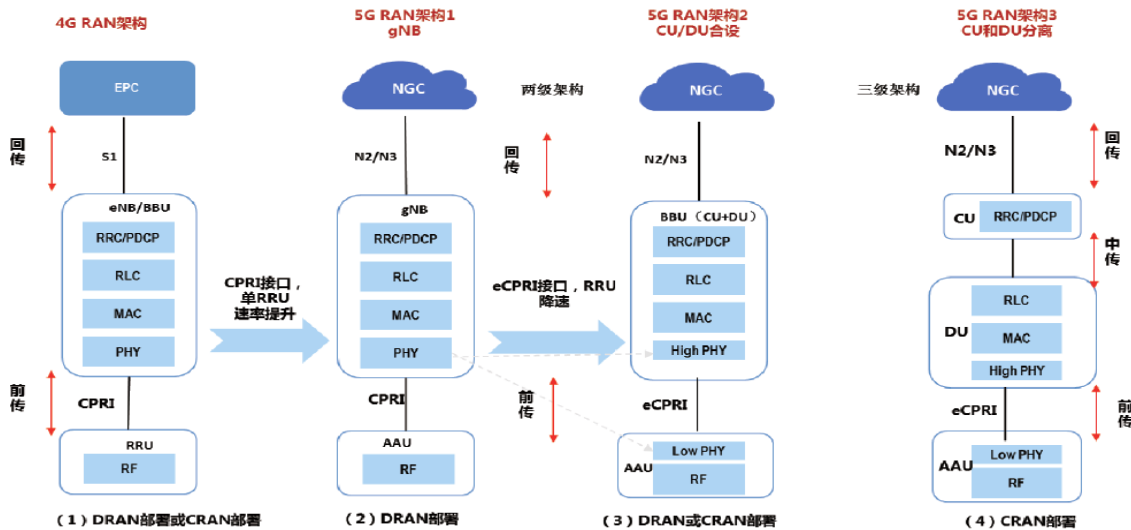 4G RAN架构
5G RAN架构1
gNB
5G RAN架构2
CU/DU合设
5G RAN架构3
CU和DU分离
EPC
NGC
两级架构
NGC
三级架构
NGC
回传
S1
N2/N3
回传
N2/N3
N2/N3
回传
eNB/BBU
RRC/PDCP
RLC
MAC
PHY
CPRI接口，
单RRU
速率提升
gNB
RRC/PDCP
RLC
MAC
PHY
eCPRI接口，RRU
降速
BBU（CU+DU）
RRC/PDCP
RLC
MAC
High PHY
CU
RRC/PDCP
中传
DU
RLC
MAC
High PHY
前传
CPRI
CPRI
前传
eCPRI
eCPRI
前传
RRU
RF
AAU
RF
AAU
Low PHY
RF
AAU
Low PHY
RF
（1）DRAN部署或CRAN部署
（2）DRAN部署
（3）DRAN或CRAN部署
（4）CRAN部署